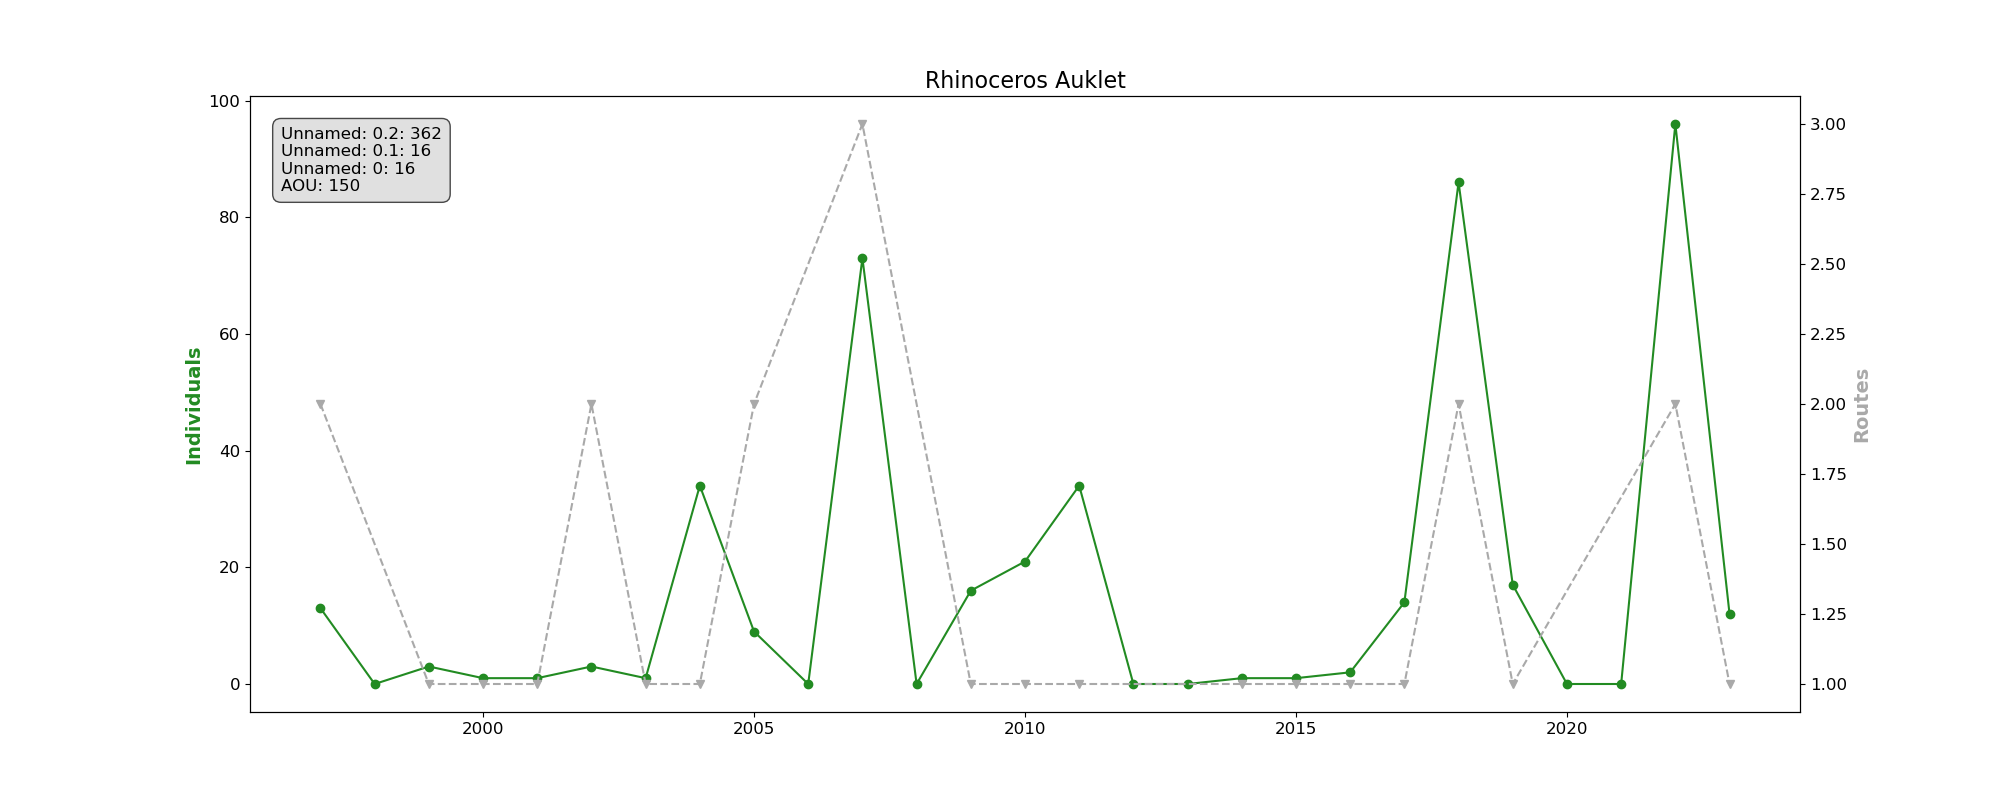 Rhinoceros Auklet
Unnamed: 0.2: 362
Unnamed: 0.1: 16
Unnamed: 0: 16
AOU: 150
Individuals
100
80
60
40
20
0
2000
2005
2010
2015
2020
3.00
2.75
2.50
2.25
2.00
1.75
1.50
1.25
1.00
Routes